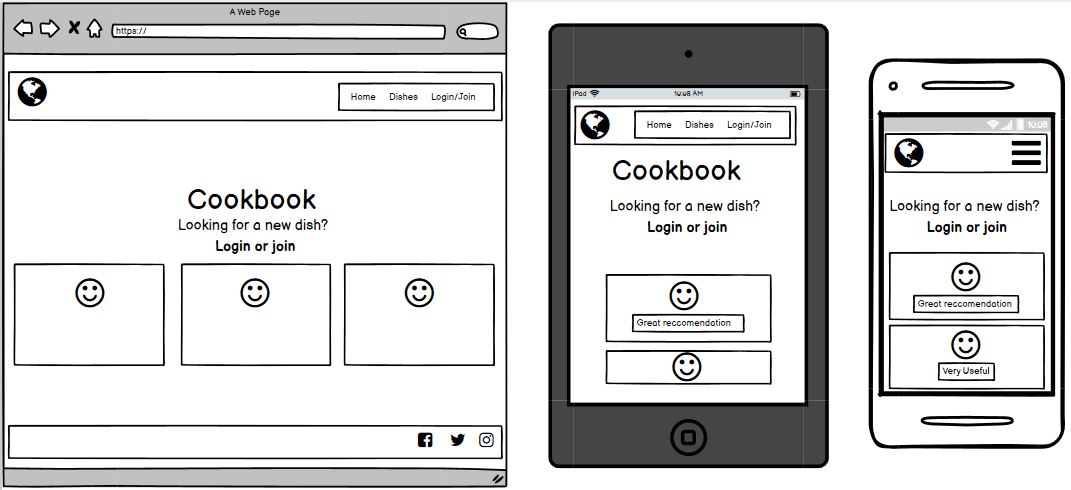 A Web Page
https://
Home Dishes Login/Join
Cookbook
Looking for a new dish?
Login or join
iPad 10:08 AM
Home Dishes Login/Join
Cookbook
Looking for a new dish?
Login or join
Great reccomendation
10:08
Looking for a new dish?
Login or join
Great reccomendation
Very Useful